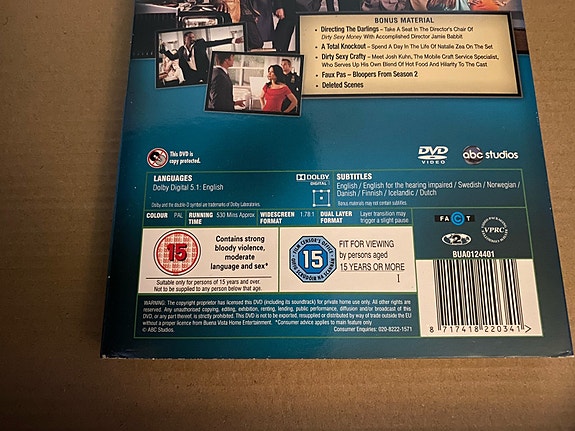 BONUS MATERIAL
• Directing The Darlings – Take A Seat In The Director's Chair Of
Dirty Sexy Money With Accomplished Director Jamie Babbit
• A Total Knockout – Spend A Day In The Life Of Natalie Zea On The Set
• Dirty Sexy Crafty – Meet Josh Kuhn, The Mobile Craft Service Specialist,
Who Serves Up His Own Blend Of Hot Food And Hilarity To The Cast
• Faux Pas – Bloopers From Season 2
• Deleted Scenes
This DVD is
copy protected.
DVD
VIDEO
abc studios
LANGUAGES
Dolby Digital 5.1: English
DOLBY
DIGITAL
Dolby and the double-D symbol are trademarks of Dolby Laboratories.
SUBTITLES
English / English for the hearing impaired / Swedish / Norwegian /
Danish / Finnish / Icelandic / Dutch
Bonus materials may not contain subtitles.
COLOUR PAL RUNNING TIME 530 Mins Approx WIDESCREEN FORMAT 1.78:1 DUAL LAYER FORMAT Layer transition may trigger a slight pause
15
Contains strong
bloody violence,
moderate
language and sex*
Suitable only for persons of 15 years and over.
Not to be supplied to any person below that age.
15
FIT FOR VIEWING
by persons aged
15 YEARS OR MORE
FACT
2
VPRC
BUA0124401
8 717418 220341 >
WARNING: The copyright proprietor has licensed this DVD (including its soundtrack) for private home use only. All other rights are
reserved. Any unauthorised copying, editing, exhibition, renting, lending, public performance, diffusion and/or broadcast of this
DVD, or any part thereof, is strictly prohibited. This DVD is not to be exported, resupplied or distributed by way of trade outside the EU
without a proper licence from Buena Vista Home Entertainment. *Consumer advice applies to main feature only
© ABC Studios.
Consumer Enquiries: 020-8222-1571